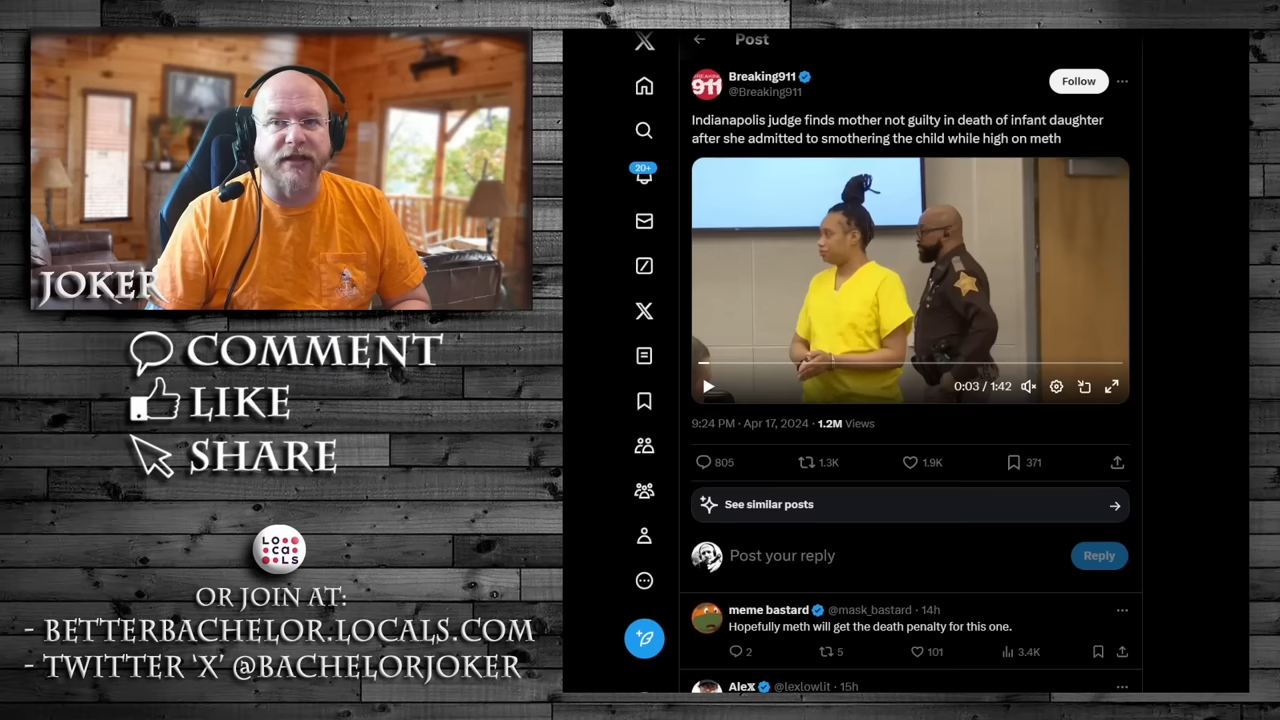 JOKER
COMMENT
LIKE
SHARE
LOcaLS
OR JOIN AT:
- BETTERBACHELOR.LOCALS.COM
- TWITTER 'X' @BACHELORJOKER
Post
BREAKING
911
Breaking911
@Breaking911
Follow
Indianapolis judge finds mother not guilty in death of infant daughter
after she admitted to smothering the child while high on meth
20+
0:03 / 1:42
9:24 PM · Apr 17, 2024 · 1.2M Views
805 1.3K 1.9K 371
See similar posts
Post your reply
Reply
meme bastard @mask_bastard · 14h
Hopefully meth will get the death penalty for this one.
2 5 101 3.4K
AleX @lexlowlit · 15h